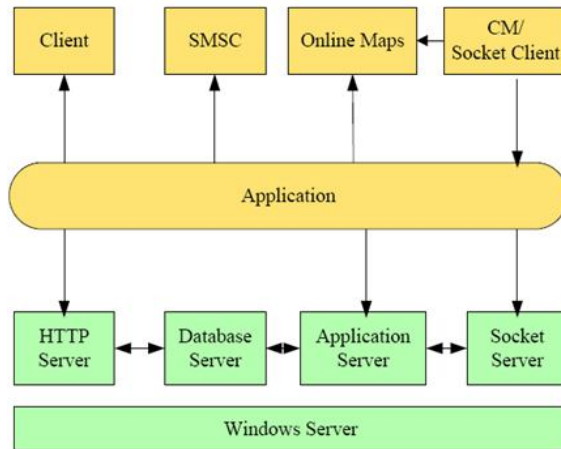 Client
SMSC
Online Maps
CM/
Socket Client
Application
HTTP
Server
Database
Server
Application
Server
Socket
Server
Windows Server